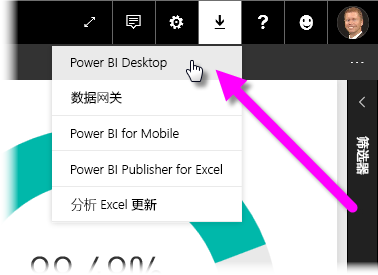 Power BI Desktop
数据网关
Power BI for Mobile
Power BI Publisher for Excel
分析 Excel 更新
筛选器